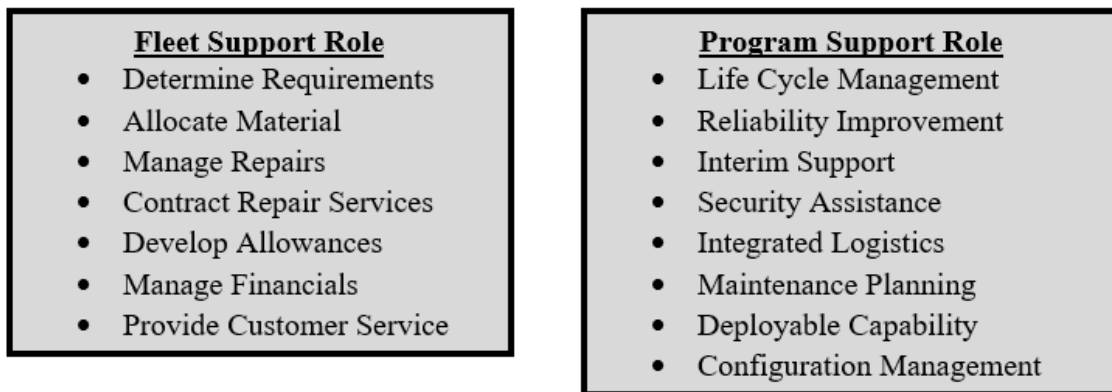 Fleet Support Role
• Determine Requirements
• Allocate Material
• Manage Repairs
• Contract Repair Services
• Develop Allowances
• Manage Financials
• Provide Customer Service
Program Support Role
• Life Cycle Management
• Reliability Improvement
• Interim Support
• Security Assistance
• Integrated Logistics
• Maintenance Planning
• Deployable Capability
• Configuration Management